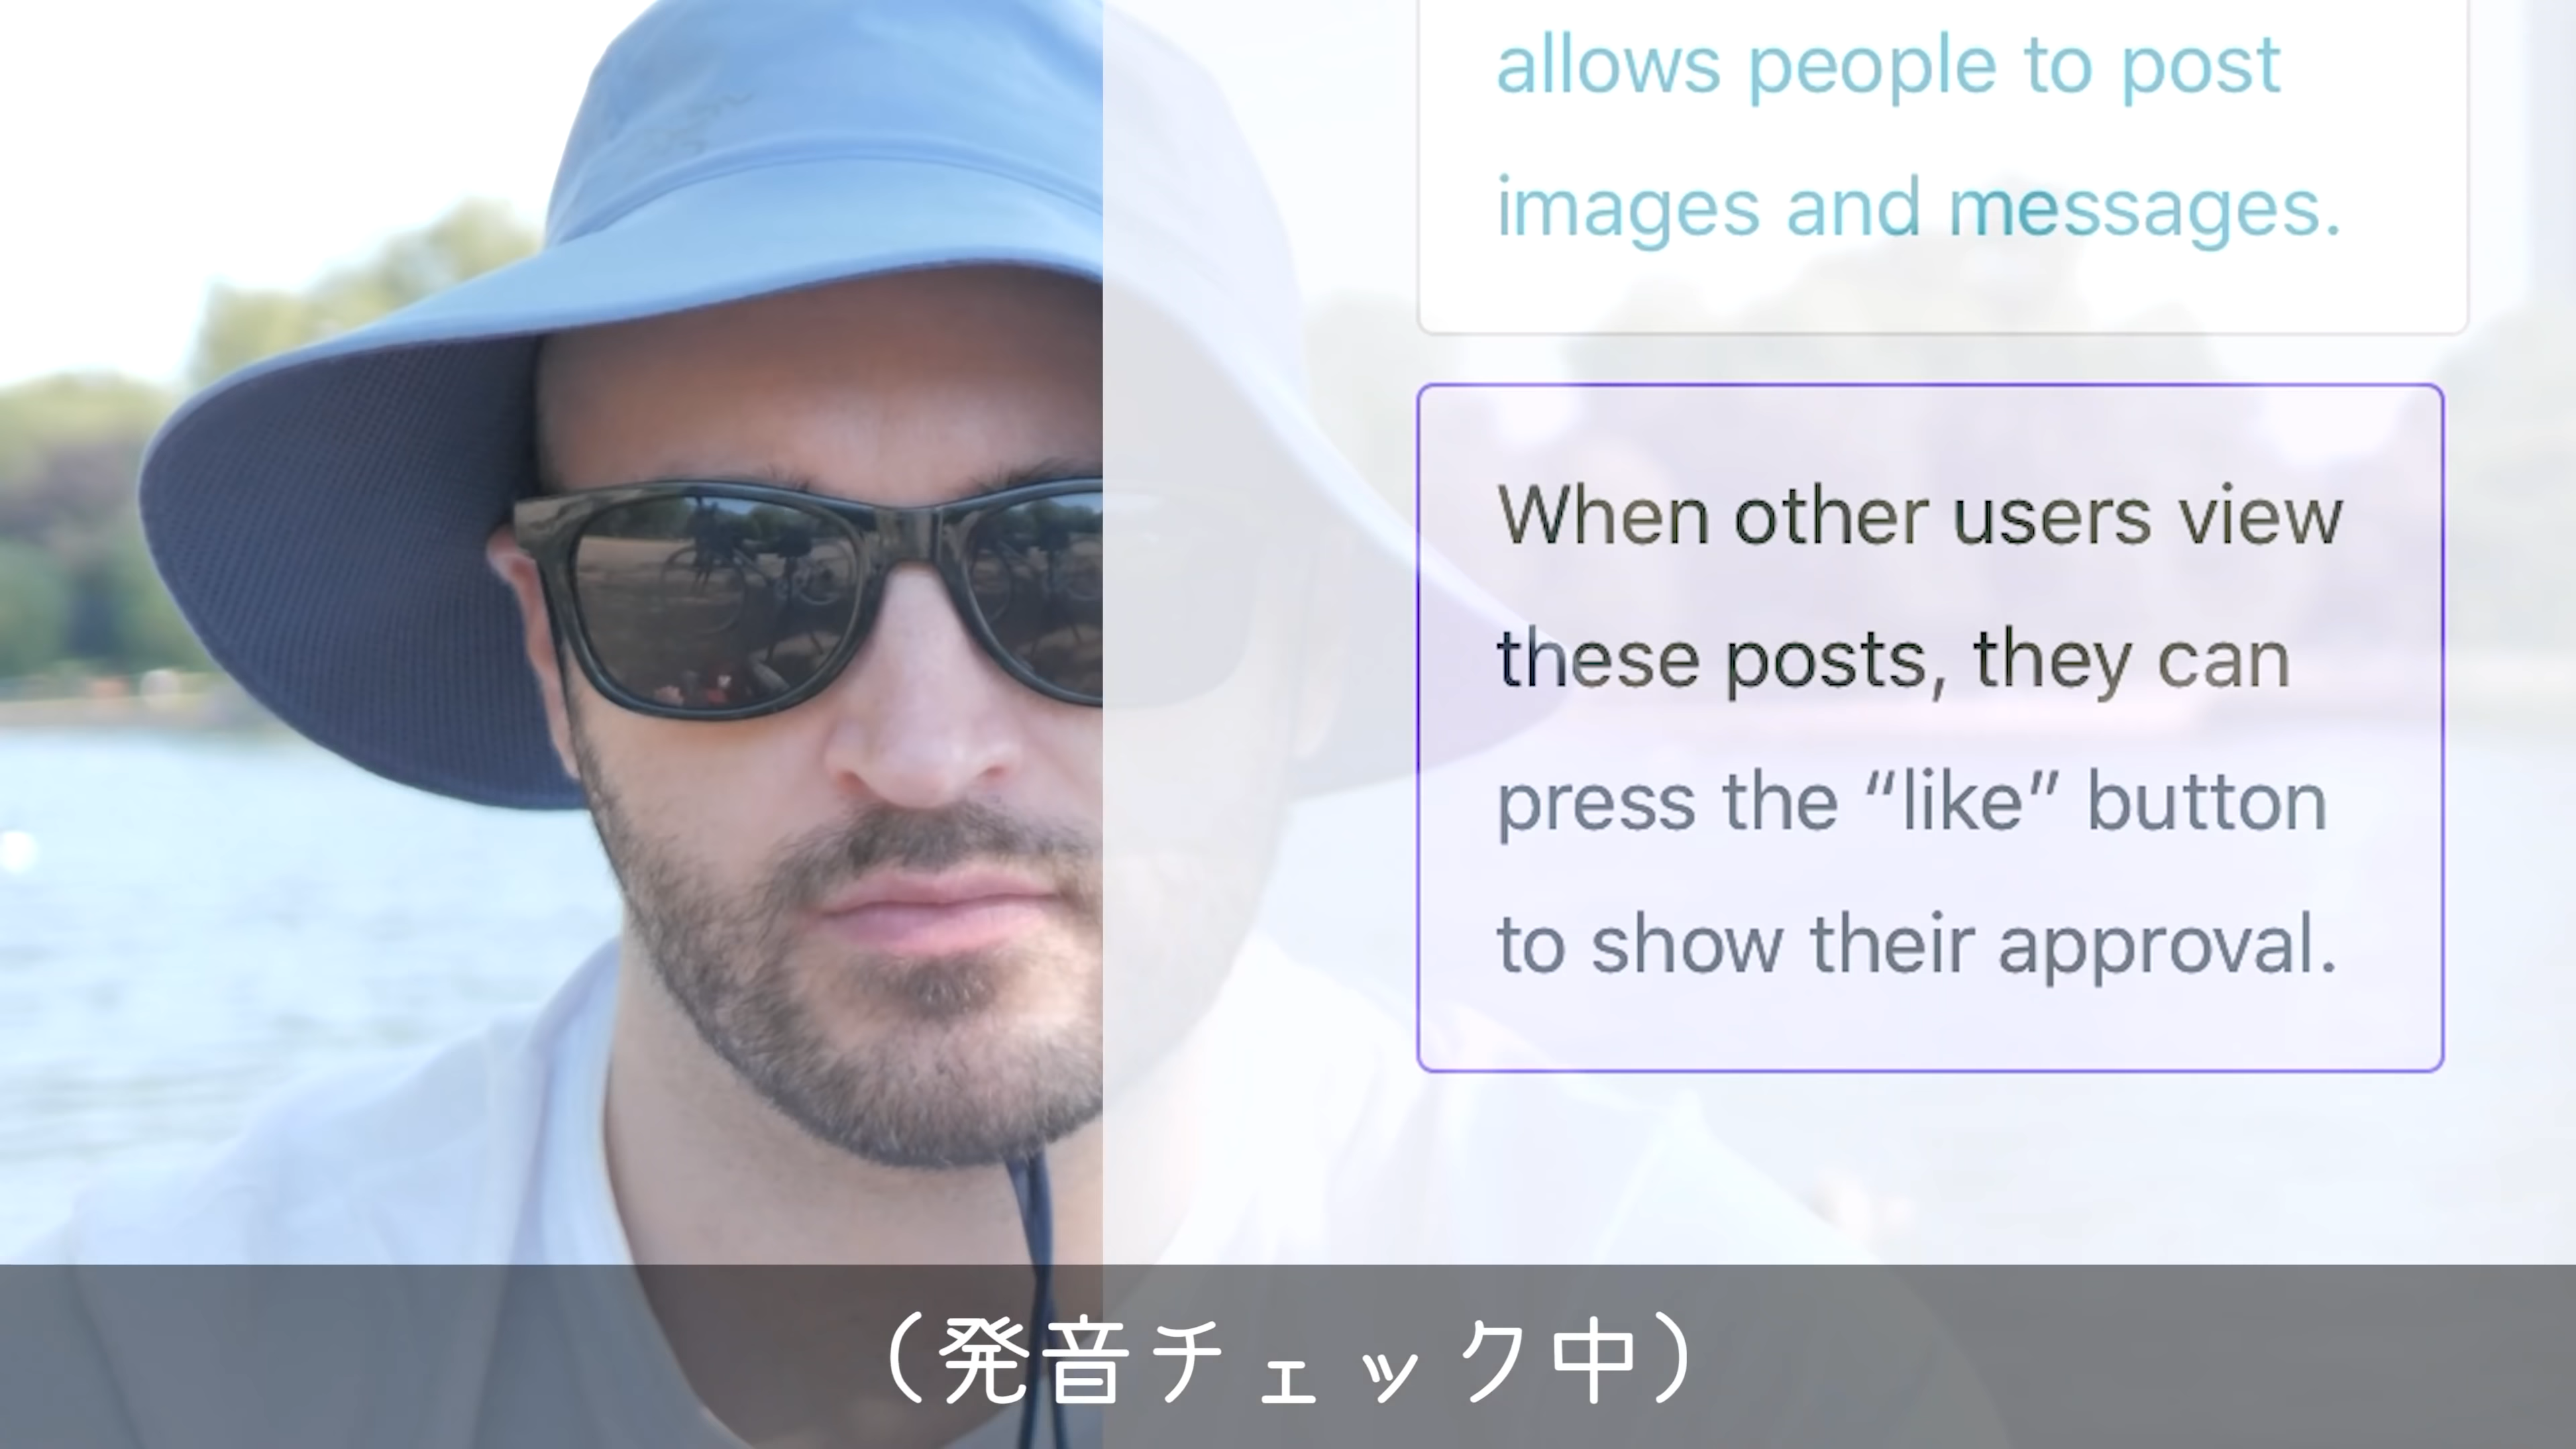 allows people to post
images and messages.
When other users view
these posts, they can
press the “like” button
to show their approval.
（発音チェック中）